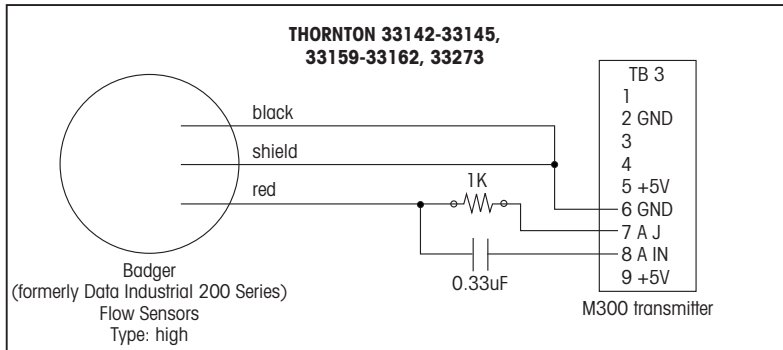 THORNTON 33142-33145,
33159-33162, 33273
TB 3
1
2 GND
3
4
5 +5V
6 GND
7 A J
8 A IN
9 +5V
black
shield
red
1K
0.33uF
Badger
(formerly Data Industrial 200 Series)
Flow Sensors
Type: high
M300 transmitter